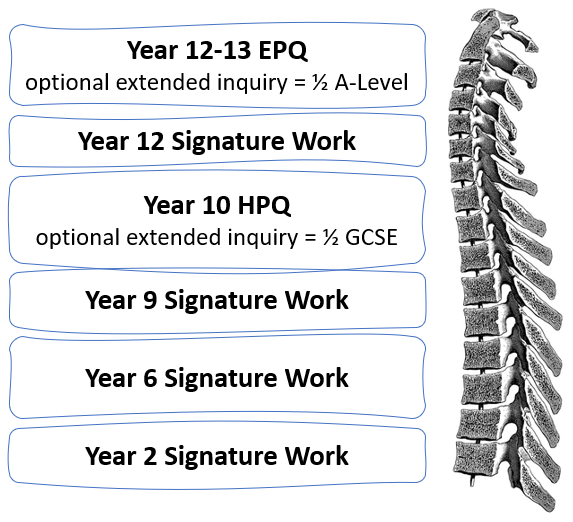 Year 12-13 EPQ
optional extended inquiry = ½ A-Level
Year 12 Signature Work
Year 10 HPQ
optional extended inquiry = ½ GCSE
Year 9 Signature Work
Year 6 Signature Work
Year 2 Signature Work